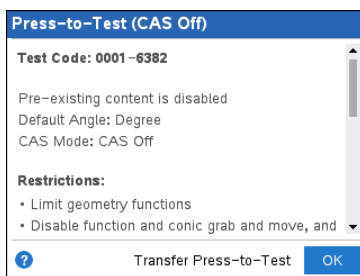 Press-to-Test (CAS Off)
Test Code: 0001-6382
Pre-existing content is disabled
Default Angle: Degree
CAS Mode: CAS Off
Restrictions:
• Limit geometry functions
• Disable function and conic grab and move, and
? Transfer Press-to-Test OK